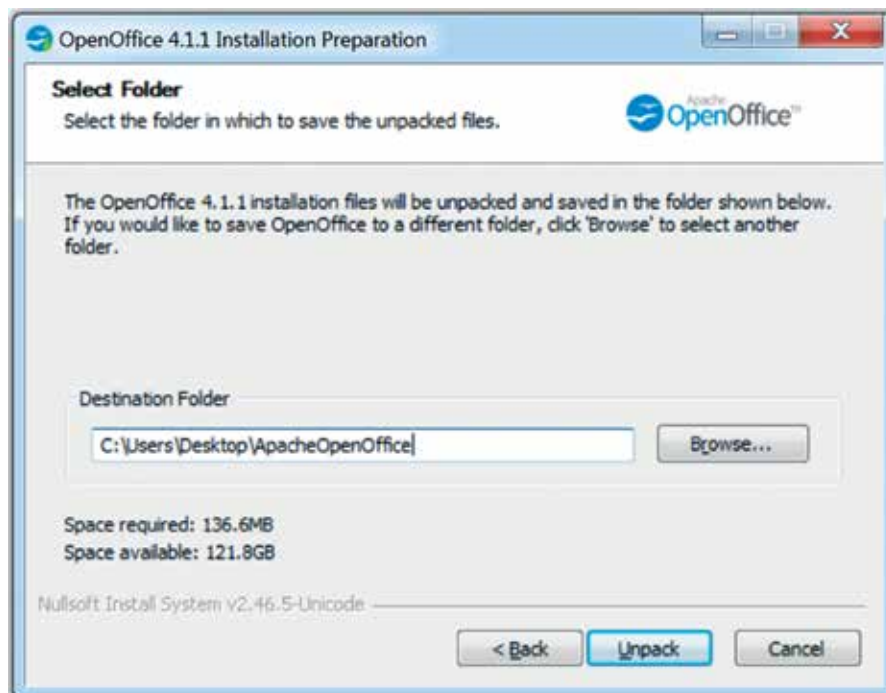 OpenOffice 4.1.1 Installation Preparation
Select Folder
Select the folder in which to save the unpacked files.
Apache
OpenOffice™
The OpenOffice 4.1.1 installation files will be unpacked and saved in the folder shown below.
If you would like to save OpenOffice to a different folder, click 'Browse' to select another
folder.
Destination Folder
C:\Users\Desktop\ApacheOpenOffice
Browse...
Space required: 136.6MB
Space available: 121.8GB
Nullsoft Install System v2.46.5-Unicode
< Back
Unpack
Cancel